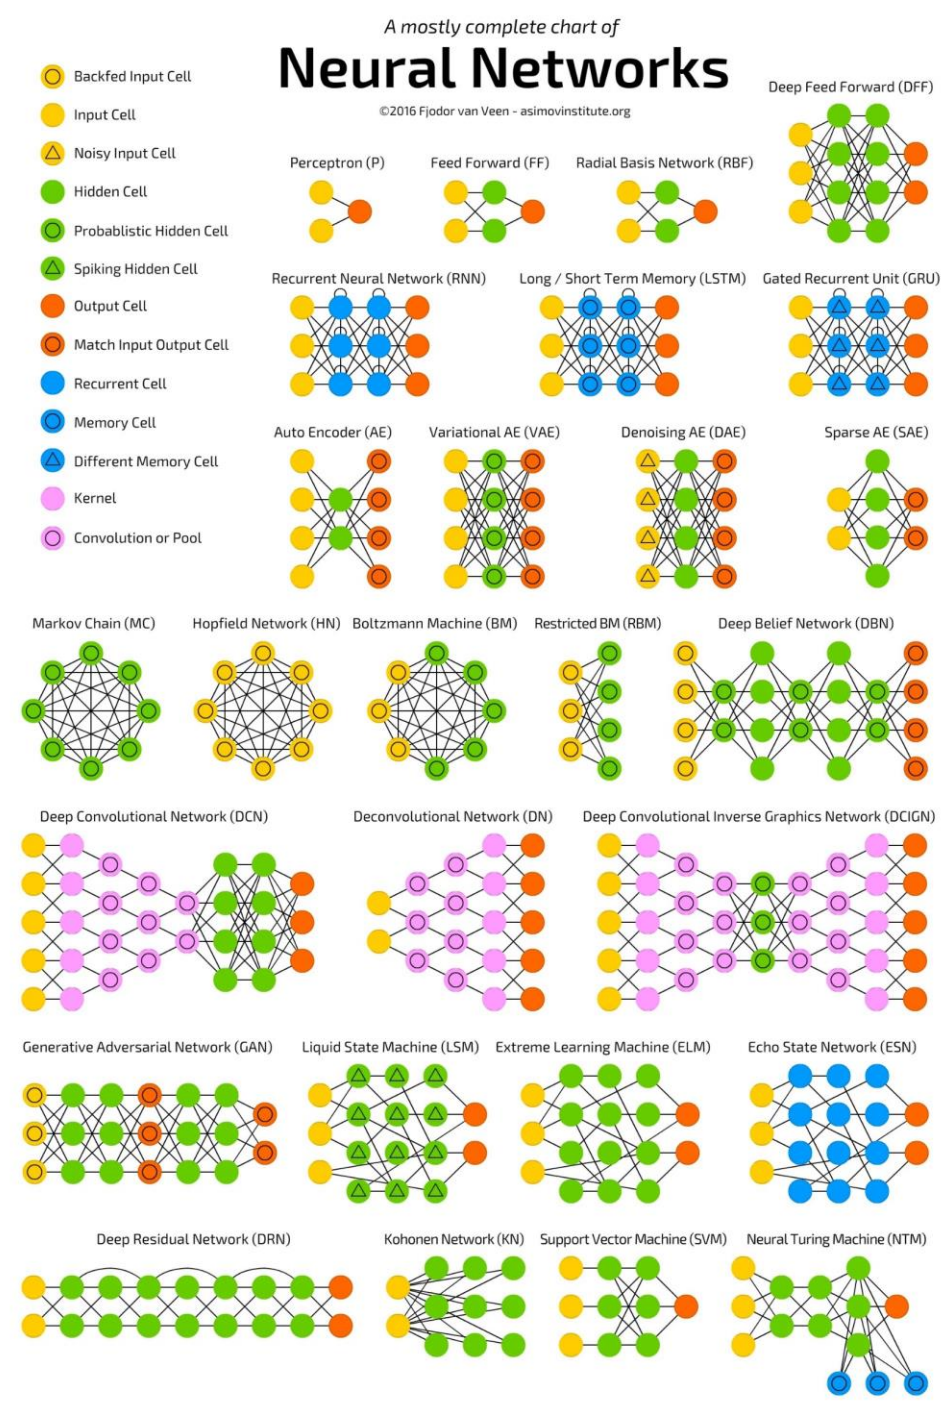 A mostly complete chart of
Neural Networks
©2016 Fjodor van Veen - asimovinstitute.org
Backfed Input Cell
Input Cell
Noisy Input Cell
Hidden Cell
Probablistic Hidden Cell
Spiking Hidden Cell
Output Cell
Match Input Output Cell
Recurrent Cell
Memory Cell
Different Memory Cell
Kernel
Convolution or Pool
Deep Feed Forward (DFF)
Perceptron (P)
Feed Forward (FF)
Radial Basis Network (RBF)
Recurrent Neural Network (RNN)
Long / Short Term Memory (LSTM)
Gated Recurrent Unit (GRU)
Auto Encoder (AE)
Variational AE (VAE)
Denoising AE (DAE)
Sparse AE (SAE)
Markov Chain (MC)
Hopfield Network (HN)
Boltzmann Machine (BM)
Restricted BM (RBM)
Deep Belief Network (DBN)
Deep Convolutional Network (DCN)
Deconvolutional Network (DN)
Deep Convolutional Inverse Graphics Network (DCIGN)
Generative Adversarial Network (GAN)
Liquid State Machine (LSM)
Extreme Learning Machine (ELM)
Echo State Network (ESN)
Deep Residual Network (DRN)
Kohonen Network (KN)
Support Vector Machine (SVM)
Neural Turing Machine (NTM)